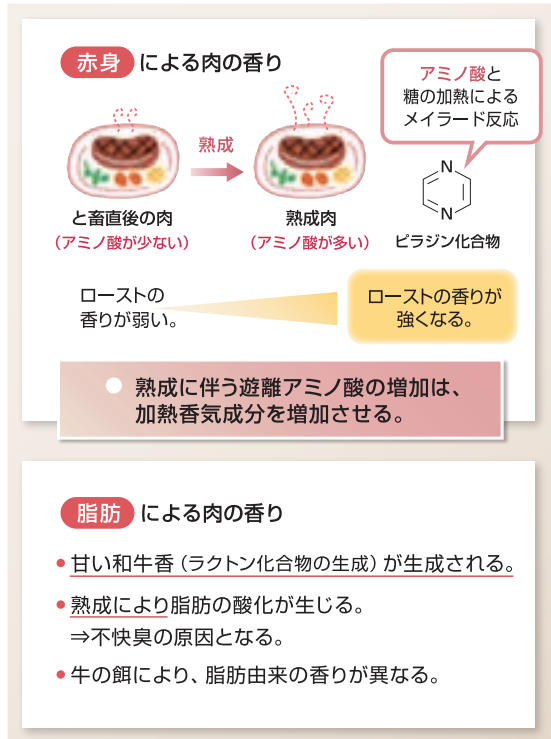 赤身 による肉の香り
アミノ酸と
糖の加熱による
メイラード反応
熟成
N
N
と畜直後の肉
（アミノ酸が少ない）
熟成肉
（アミノ酸が多い）
ピラジン化合物
ローストの
香りが弱い。
ローストの香りが
強くなる。
熟成に伴う遊離アミノ酸の増加は、
加熱香気成分を増加させる。
脂肪 による肉の香り
•甘い和牛香（ラクトン化合物の生成）が生成される。
•熟成により脂肪の酸化が生じる。
⇒不快臭の原因となる。
•牛の餌により、脂肪由来の香りが異なる。